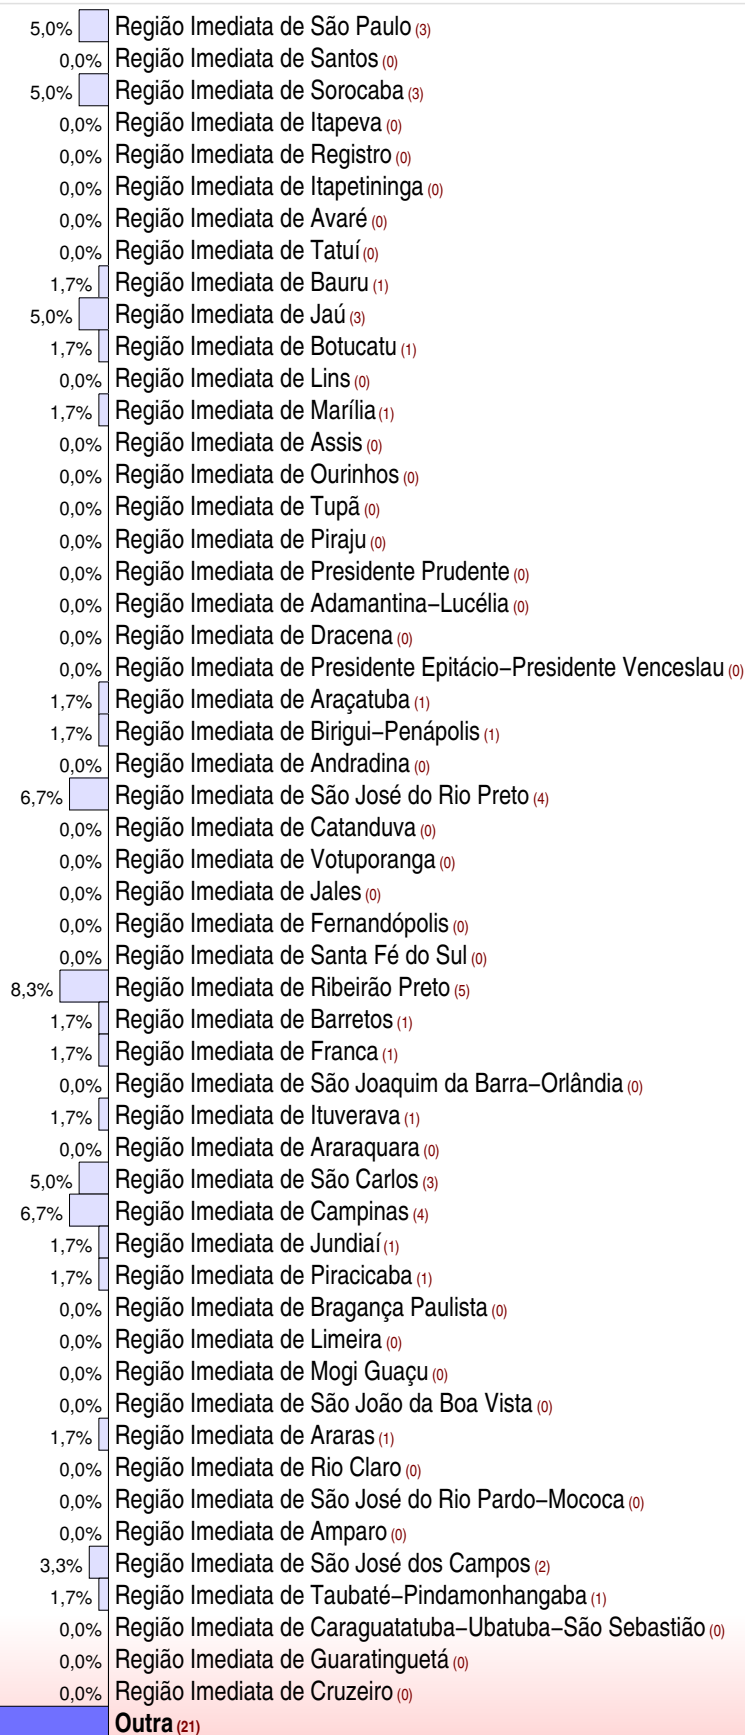 5,0% Região Imediata de São Paulo (3)
0,0% Região Imediata de Santos (0)
5,0% Região Imediata de Sorocaba (3)
0,0% Região Imediata de Itapeva (0)
0,0% Região Imediata de Registro (0)
0,0% Região Imediata de Itapetininga (0)
0,0% Região Imediata de Avaré (0)
0,0% Região Imediata de Tatuí (0)
1,7% Região Imediata de Bauru (1)
5,0% Região Imediata de Jaú (3)
1,7% Região Imediata de Botucatu (1)
0,0% Região Imediata de Lins (0)
1,7% Região Imediata de Marília (1)
0,0% Região Imediata de Assis (0)
0,0% Região Imediata de Ourinhos (0)
0,0% Região Imediata de Tupã (0)
0,0% Região Imediata de Piraju (0)
0,0% Região Imediata de Presidente Prudente (0)
0,0% Região Imediata de Adamantina−Lucélia (0)
0,0% Região Imediata de Dracena (0)
0,0% Região Imediata de Presidente Epitácio−Presidente Venceslau (0)
1,7% Região Imediata de Araçatuba (1)
1,7% Região Imediata de Birigui−Penápolis (1)
0,0% Região Imediata de Andradina (0)
6,7% Região Imediata de São José do Rio Preto (4)
0,0% Região Imediata de Catanduva (0)
0,0% Região Imediata de Votuporanga (0)
0,0% Região Imediata de Jales (0)
0,0% Região Imediata de Fernandópolis (0)
0,0% Região Imediata de Santa Fé do Sul (0)
8,3% Região Imediata de Ribeirão Preto (5)
1,7% Região Imediata de Barretos (1)
1,7% Região Imediata de Franca (1)
0,0% Região Imediata de São Joaquim da Barra−Orlândia (0)
1,7% Região Imediata de Ituverava (1)
0,0% Região Imediata de Araraquara (0)
5,0% Região Imediata de São Carlos (3)
6,7% Região Imediata de Campinas (4)
1,7% Região Imediata de Jundiaí (1)
1,7% Região Imediata de Piracicaba (1)
0,0% Região Imediata de Bragança Paulista (0)
0,0% Região Imediata de Limeira (0)
0,0% Região Imediata de Mogi Guaçu (0)
0,0% Região Imediata de São João da Boa Vista (0)
1,7% Região Imediata de Araras (1)
0,0% Região Imediata de Rio Claro (0)
0,0% Região Imediata de São José do Rio Pardo−Mococa (0)
0,0% Região Imediata de Amparo (0)
3,3% Região Imediata de São José dos Campos (2)
1,7% Região Imediata de Taubaté−Pindamonhangaba (1)
0,0% Região Imediata de Caraguatatuba−Ubatuba−São Sebastião (0)
0,0% Região Imediata de Guaratinguetá (0)
0,0% Região Imediata de Cruzeiro (0)
Outra (21)